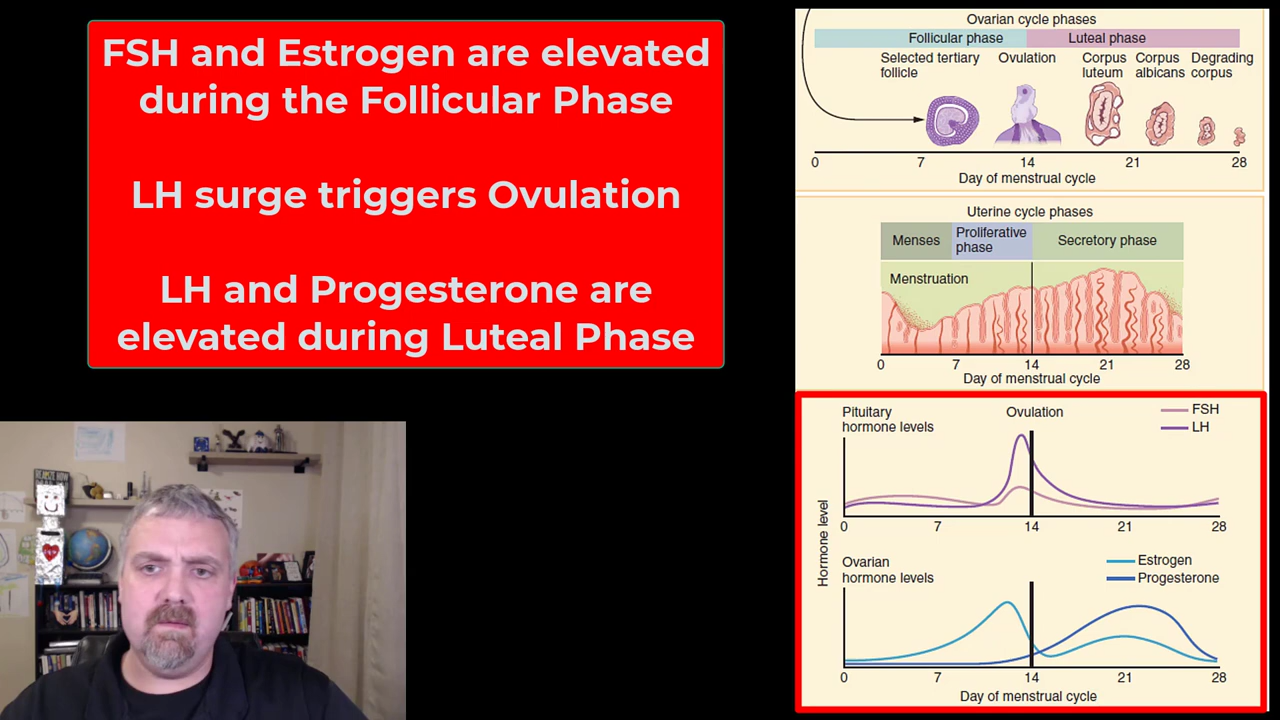 FSH and Estrogen are elevated
during the Follicular Phase
LH surge triggers Ovulation
LH and Progesterone are
elevated during Luteal Phase
Ovarian cycle phases
Follicular phase Luteal phase
Selected tertiary Ovulation Corpus Corpus Degrading
follicle luteum albicans corpus
0 7 14 21 28
Day of menstrual cycle
Uterine cycle phases
Menses Proliferative Secretory phase
phase
Menstruation
0 7 14 21 28
Day of menstrual cycle
Pituitary Ovulation FSH
hormone levels LH
0 7 14 21 28
Hormone level
Ovarian Estrogen
hormone levels Progesterone
0 7 14 21 28
Day of menstrual cycle